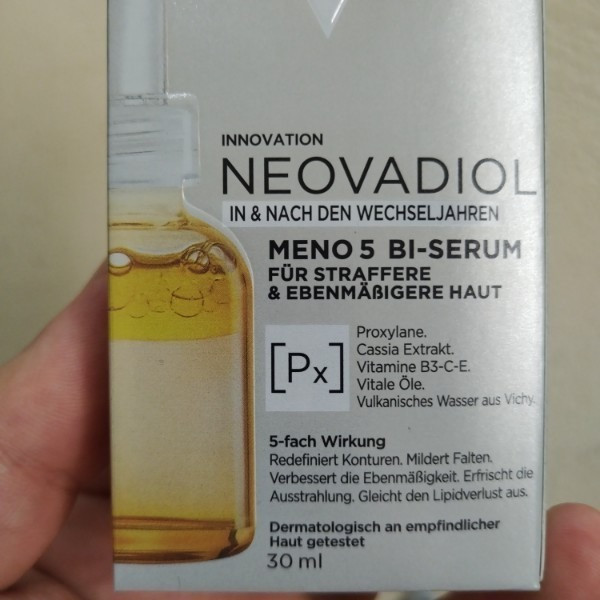 INNOVATION
NEOVADIOL
IN & NACH DEN WECHSELJAHREN
MENO 5 BI-SERUM
FÜR STRAFFERE
& EBENMÄßIGERE HAUT
[Px]
Proxylane.
Cassia Extrakt.
Vitamine B3-C-E.
Vitale Öle.
Vulkanisches Wasser aus Vichy.
5-fach Wirkung
Redefiniert Konturen. Mildert Falten.
Verbessert die Ebenmäßigkeit. Erfrischt die
Ausstrahlung. Gleicht den Lipidverlust aus.
Dermatologisch an empfindlicher
Haut getestet
30 ml